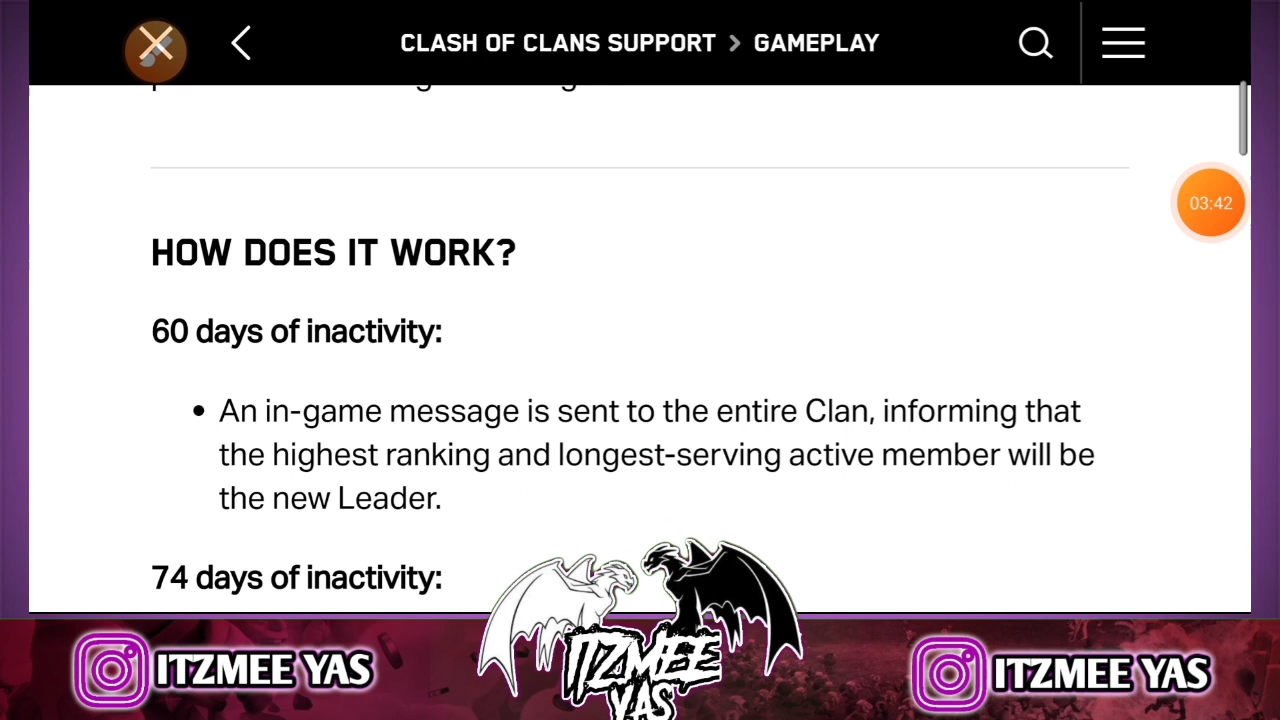 CLASH OF CLANS SUPPORT > GAMEPLAY
03:42
HOW DOES IT WORK?
60 days of inactivity:
• An in-game message is sent to the entire Clan, informing that
the highest ranking and longest-serving active member will be
the new Leader.
74 days of inactivity:
ITZMEE YAS
ITZMEE
YAS
ITZMEE YAS